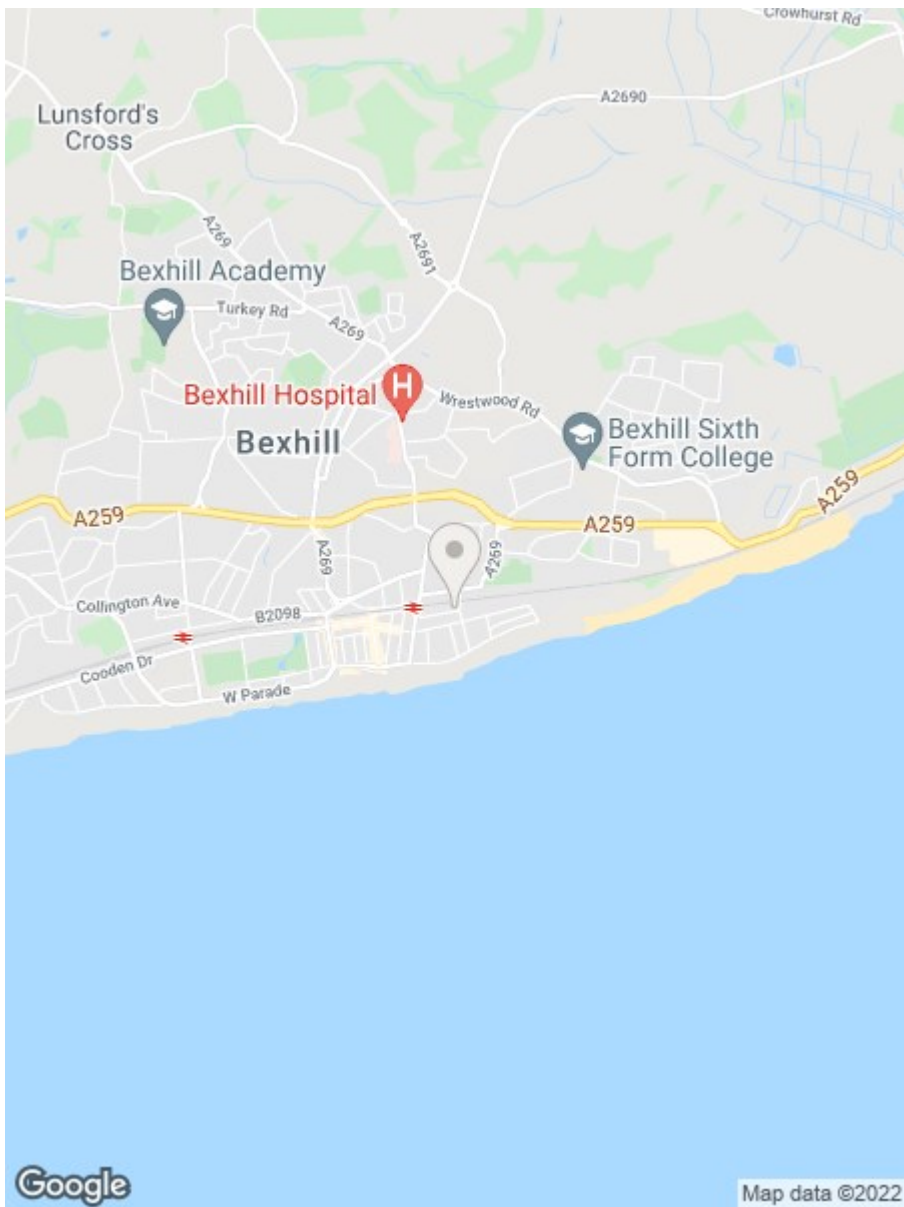 Crowhurst Rd
A2690
Lunsford's
Cross
A269
A2691
Bexhill Academy
Turkey Rd
A269
Bexhill Hospital
H
Wrestwood Rd
Bexhill
Bexhill Sixth
Form College
A259
A259
A259
A269
A269
Collington Ave
B2098
Cooden Dr
W Parade
Google
Map data ©2022